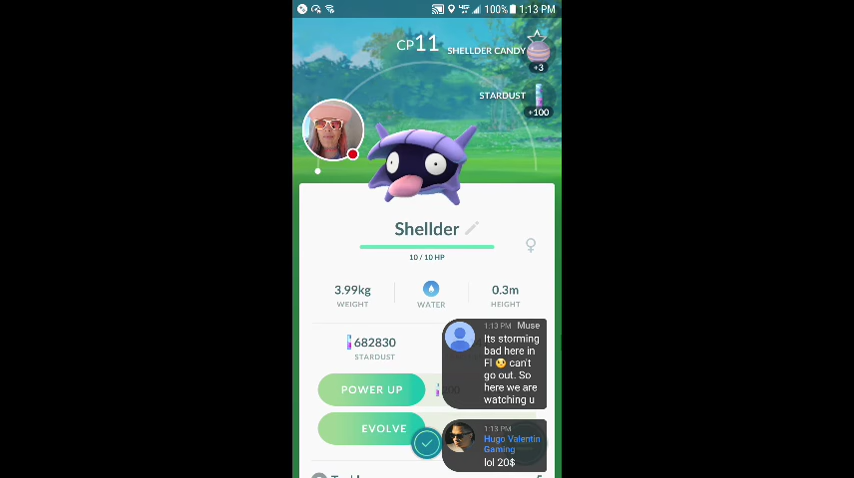 100% 1:13 PM
CP11
SHELLDER CANDY
+3
STARDUST
+100
Shellder
10 / 10 HP
3.99kg
WEIGHT
WATER
0.3m
HEIGHT
682830
STARDUST
POWER UP
EVOLVE
1:13 PM Muse
Its storming
bad here in
Fl 😢 can't
go out. So
here we are
watching u
1:13 PM
Hugo Valentin
Gaming
lol 20$